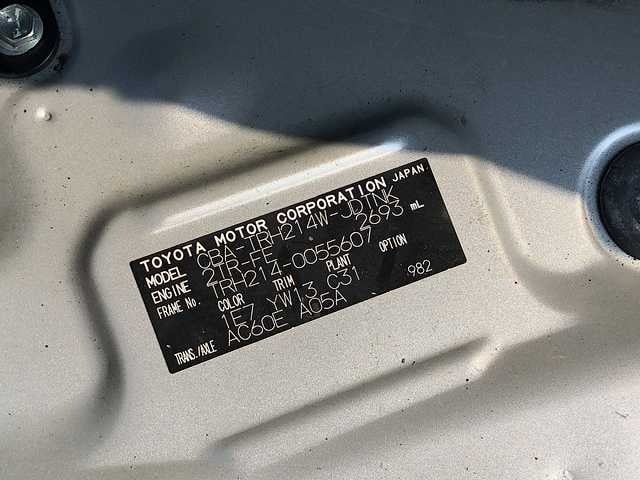 TOYOTA MOTOR CORPORATION JAPAN
MODEL CBA-TRH214W-JDTNK
ENGINE 2TR-FE 2693 mL
FRAME No. TRH214-0055607
COLOR TRIM PLANT OPTION
1E7 YW13 C31 982
TRANS./AXLE AC60E A05A